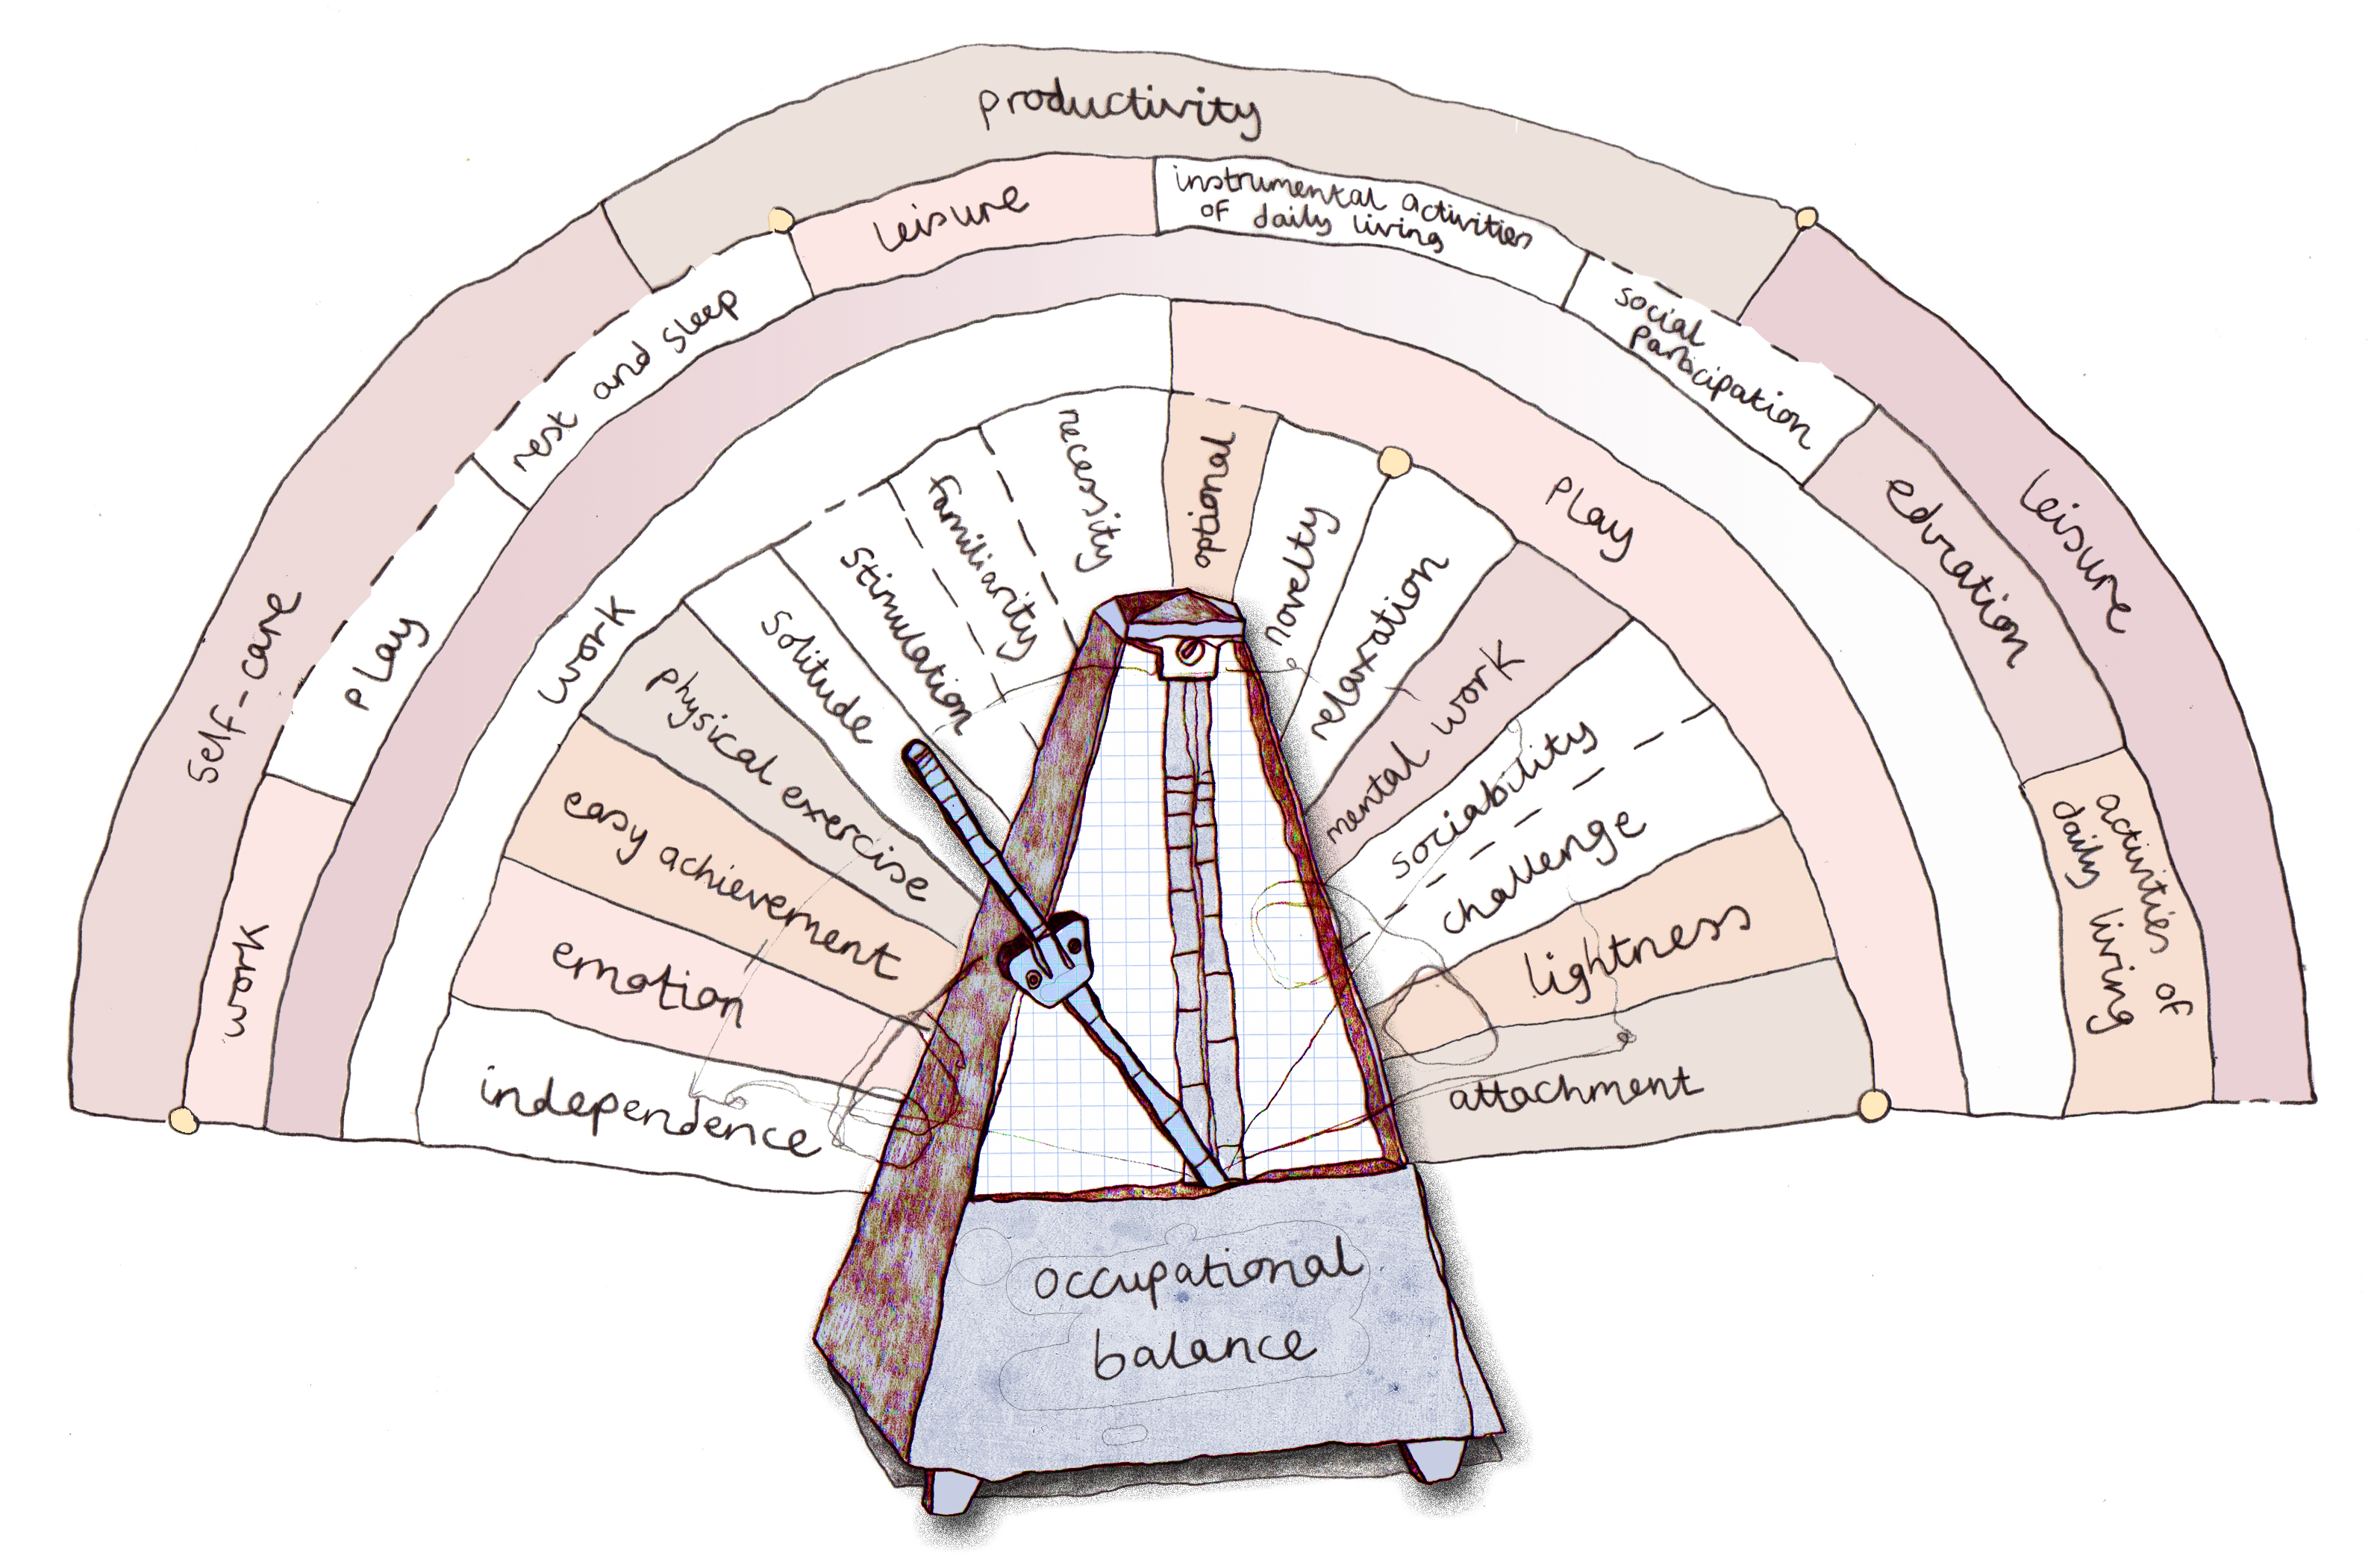 productivity
self-care
leisure
work
play
rest and sleep
leisure
instrumental activities
of daily living
social
participation
education
activities of
daily living
work
play
independence
emotion
easy achievement
physical exercise
solitude
stimulation
familiarity
necessity
optional
novelty
relaxation
mental work
sociability
challenge
lightness
attachment
occupational
balance